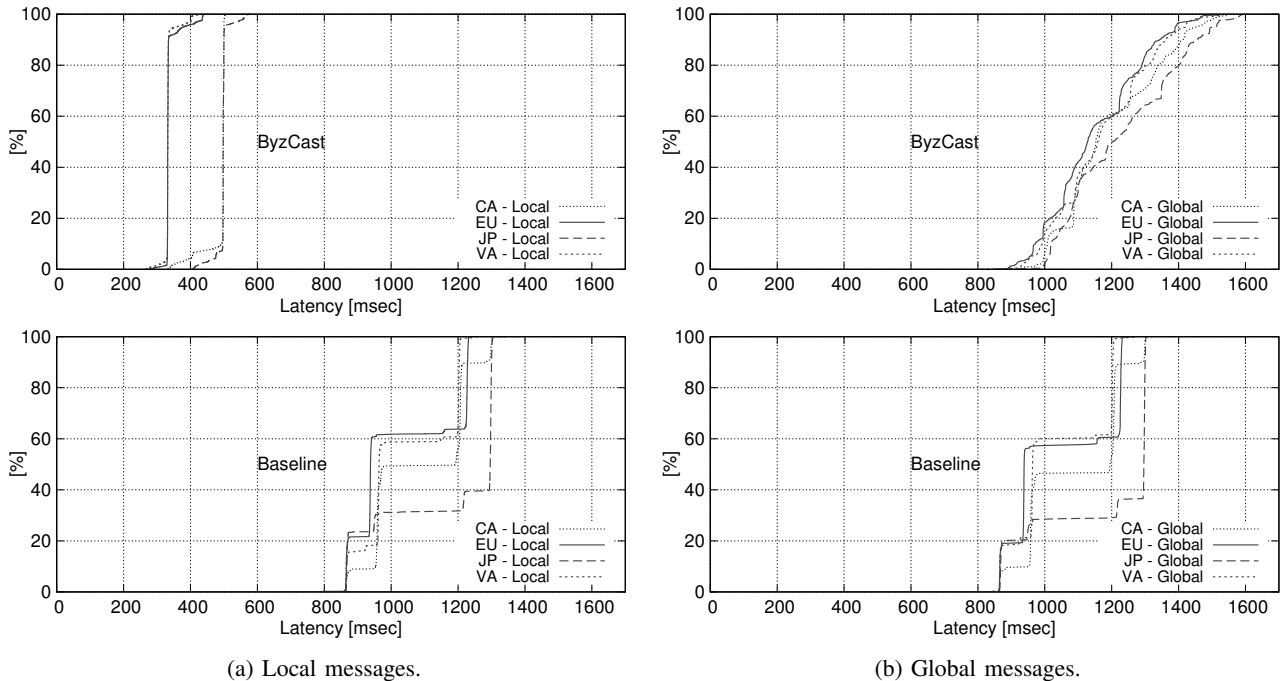 100
80
60
40
20
0
[%]
ByzCast
CA - Local
EU - Local
JP - Local
VA - Local
0 200 400 600 800 1000 1200 1400 1600
Latency [msec]
100
80
60
40
20
0
[%]
ByzCast
CA - Global
EU - Global
JP - Global
VA - Global
0 200 400 600 800 1000 1200 1400 1600
Latency [msec]
100
80
60
40
20
0
[%]
Baseline
CA - Local
EU - Local
JP - Local
VA - Local
0 200 400 600 800 1000 1200 1400 1600
Latency [msec]
100
80
60
40
20
0
[%]
Baseline
CA - Global
EU - Global
JP - Global
VA - Global
0 200 400 600 800 1000 1200 1400 1600
Latency [msec]
(a) Local messages.
(b) Global messages.